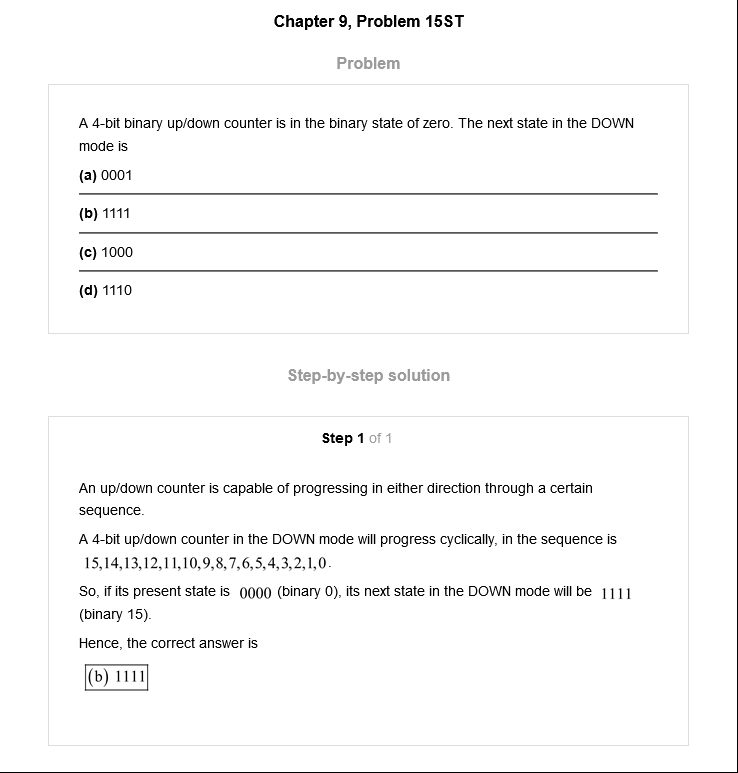 Chapter 9, Problem 15ST
Problem
A 4-bit binary up/down counter is in the binary state of zero. The next state in the DOWN
mode is
(a) 0001
(b) 1111
(c) 1000
(d) 1110
Step-by-step solution
Step 1 of 1
An up/down counter is capable of progressing in either direction through a certain
sequence.
A 4-bit up/down counter in the DOWN mode will progress cyclically, in the sequence is
15,14,13,12,11,10,9,8,7,6,5,4,3,2,1,0.
So, if its present state is 0000 (binary 0), its next state in the DOWN mode will be 1111
(binary 15).
Hence, the correct answer is
(b) 1111